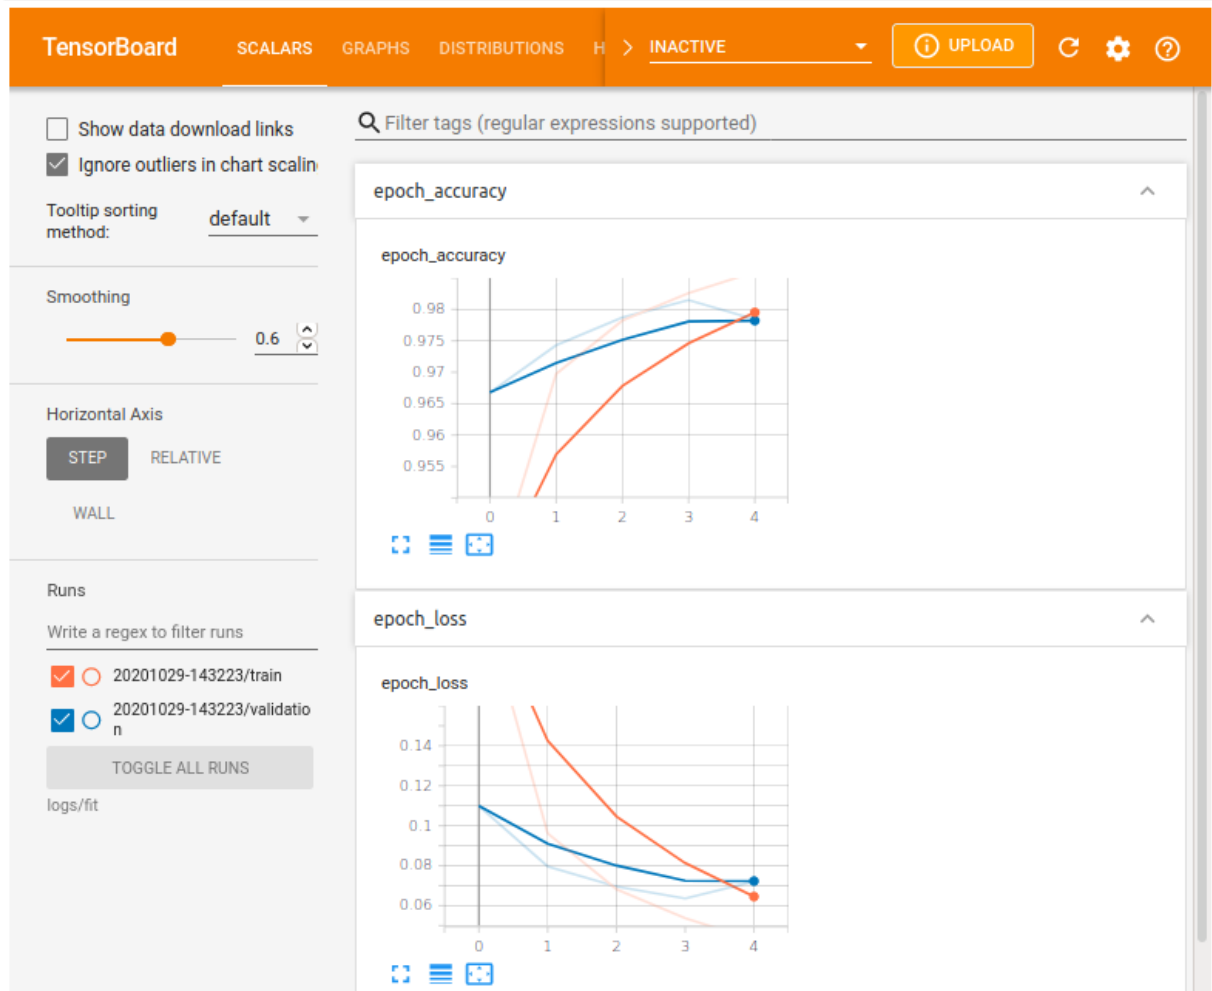 TensorBoard SCALARS GRAPHS DISTRIBUTIONS H INACTIVE UPLOAD
Show data download links
Ignore outliers in chart scalin
Tooltip sorting
method:
default
Smoothing
0.6
Horizontal Axis
STEP RELATIVE
WALL
Runs
Write a regex to filter runs
20201029-143223/train
20201029-143223/validatio
n
TOGGLE ALL RUNS
logs/fit
Filter tags (regular expressions supported)
epoch_accuracy
epoch_accuracy
0.98
0.975
0.97
0.965
0.96
0.955
0 1 2 3 4
epoch_loss
epoch_loss
0.14
0.12
0.1
0.08
0.06
0 1 2 3 4